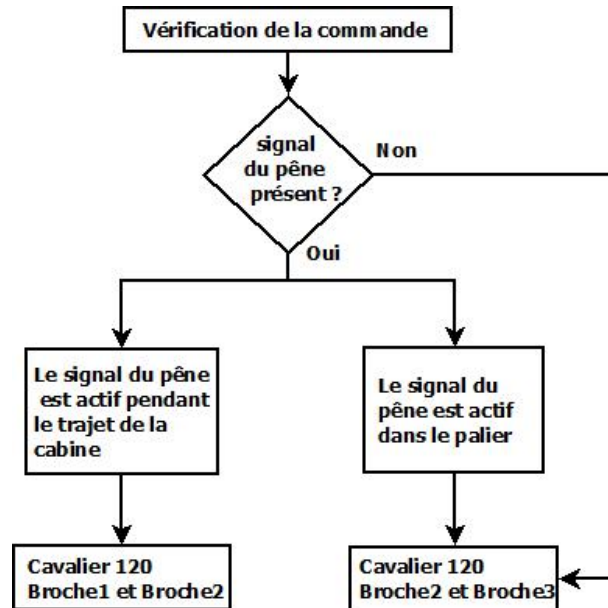 Vérification de la commande
signal
du pêne
présent ?
Non
Oui
Le signal du pêne
est actif pendant
le trajet de la
cabine
Le signal du
pêne est actif
dans le palier
Cavalier 120
Broche1 et Broche2
Cavalier 120
Broche2 et Broche3